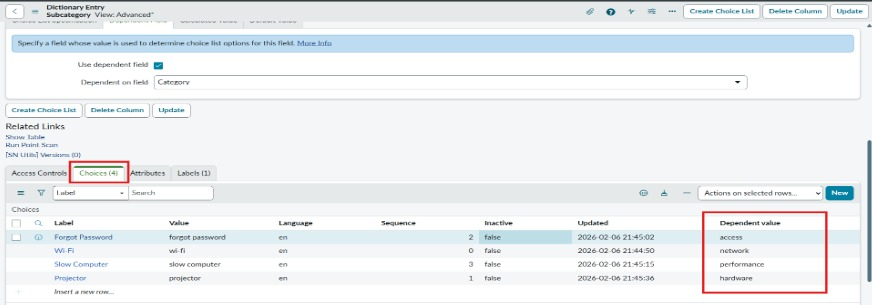 Dictionary Entry
Subcategory View: Advanced*
Create Choice List Delete Column Update
Specify a field whose value is used to determine choice list options for this field. More Info
Use dependent field
Dependent on field Category
Create Choice List Delete Column Update
Related Links
Show Table
Run Point Scan
[SN Utils] Versions (0)
Access Controls Choices (4) Attributes Labels (1)
Label Search Actions on selected rows... New
Choices
Label Value Language Sequence Inactive Updated Dependent value
Forgot Password forgot password en 2 false 2026-02-06 21:45:02 access
Wi-Fi wi-fi en 0 false 2026-02-06 21:44:50 network
Slow Computer slow computer en 3 false 2026-02-06 21:45:15 performance
Projector projector en 1 false 2026-02-06 21:45:36 hardware
Insert a new row...